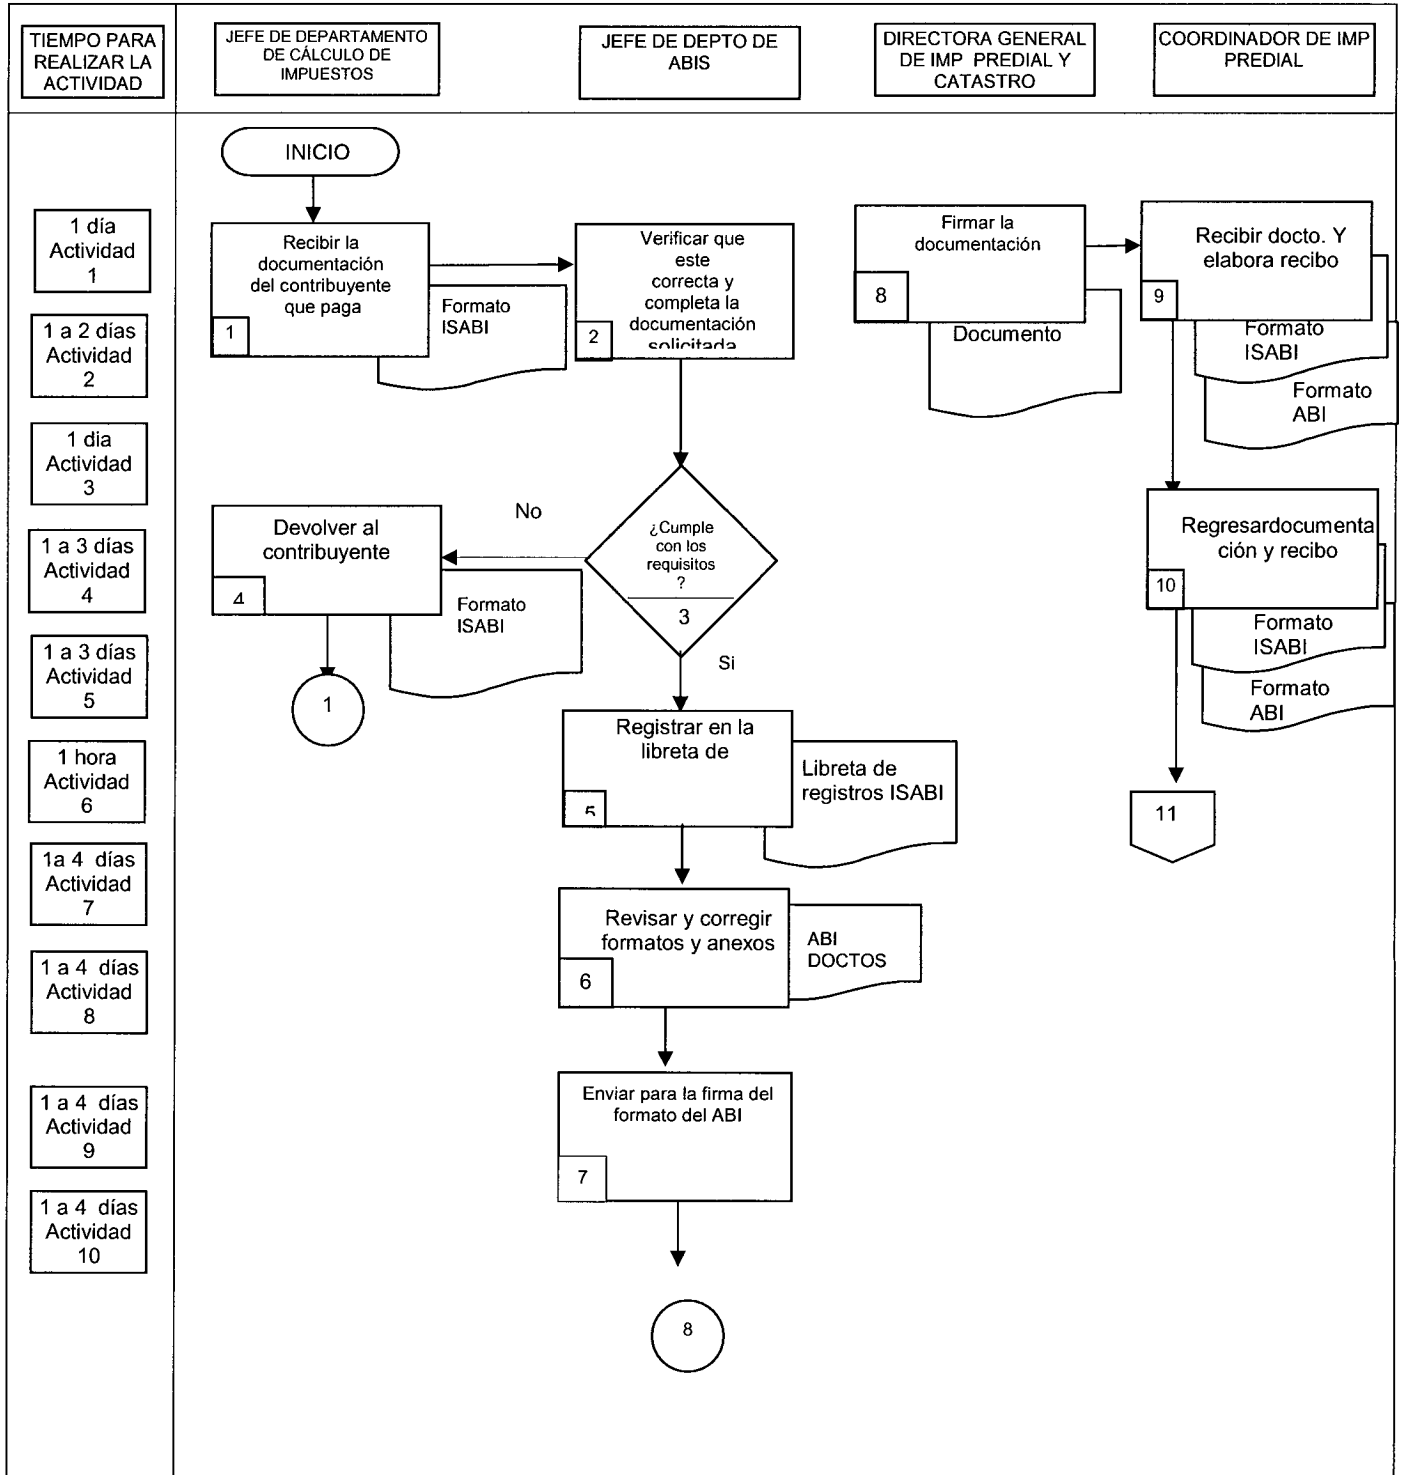 TIEMPO PARA
REALIZAR LA
ACTIVIDAD
JEFE DE DEPARTAMENTO
DE CÁLCULO DE
IMPUESTOS
JEFE DE DEPTO DE
ABIS
DIRECTORA GENERAL
DE IMP PREDIAL Y
CATASTRO
COORDINADOR DE IMP
PREDIAL
1 día
Actividad
1
1 a 2 días
Actividad
2
1 dia
Actividad
3
1 a 3 días
Actividad
4
1 a 3 días
Actividad
5
1 hora
Actividad
6
1a 4 días
Actividad
7
1 a 4 días
Actividad
8
1 a 4 días
Actividad
9
1 a 4 días
Actividad
10
INICIO
Recibir la
documentación
del contribuyente
que paga
1
Formato
ISABI
Verificar que
este
correcta y
completa la
documentación
solicitada
2
¿Cumple
con los
requisitos
?
3
No
Si
Devolver al
contribuyente
4
Formato
ISABI
1
Registrar en la
libreta de
5
Libreta de
registros ISABI
Revisar y corregir
formatos y anexos
6
ABI
DOCTOS
Enviar para la firma del
formato del ABI
7
8
Firmar la
documentación
8
Documento
Recibir docto. Y
elabora recibo
9
Formato
ISABI
Formato
ABI
Regresardocumenta
ción y recibo
10
Formato
ISABI
Formato
ABI
11